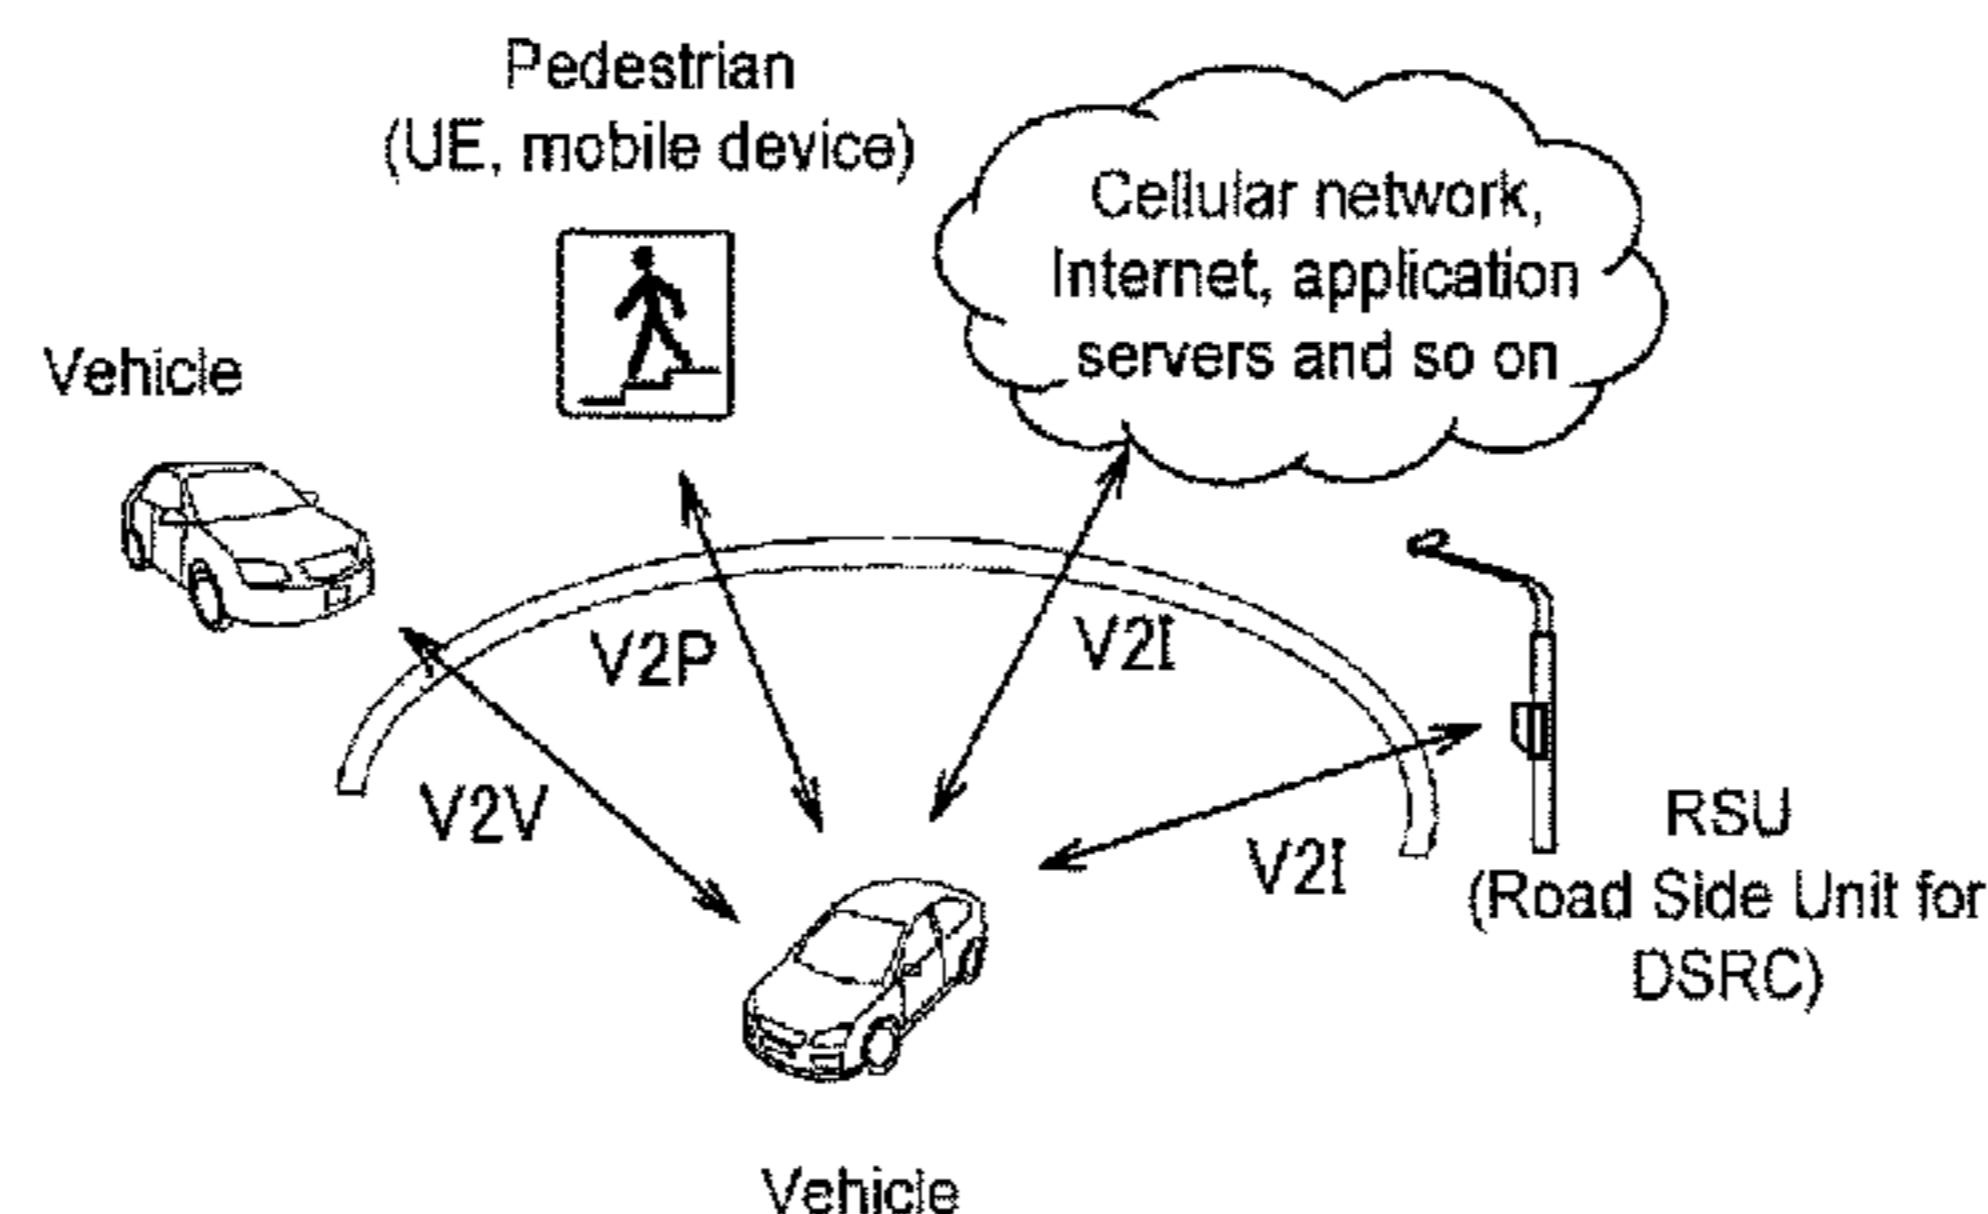 Pedestrian
(UE, mobile device)
Cellular network,
Internet, application
servers and so on
Vehicle
V2P
V2I
V2V
V2I
RSU
(Road Side Unit for
DSRC)
Vehicle